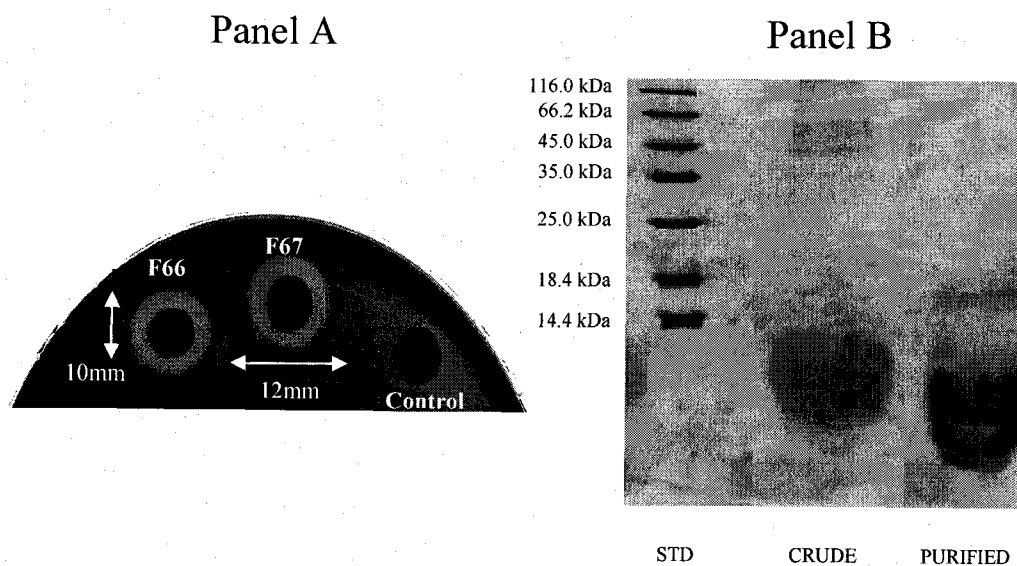 Panel A
F66
F67
10mm
12mm
Control
Panel B
116.0 kDa
66.2 kDa
45.0 kDa
35.0 kDa
25.0 kDa
18.4 kDa
14.4 kDa
STD
CRUDE
PURIFIED